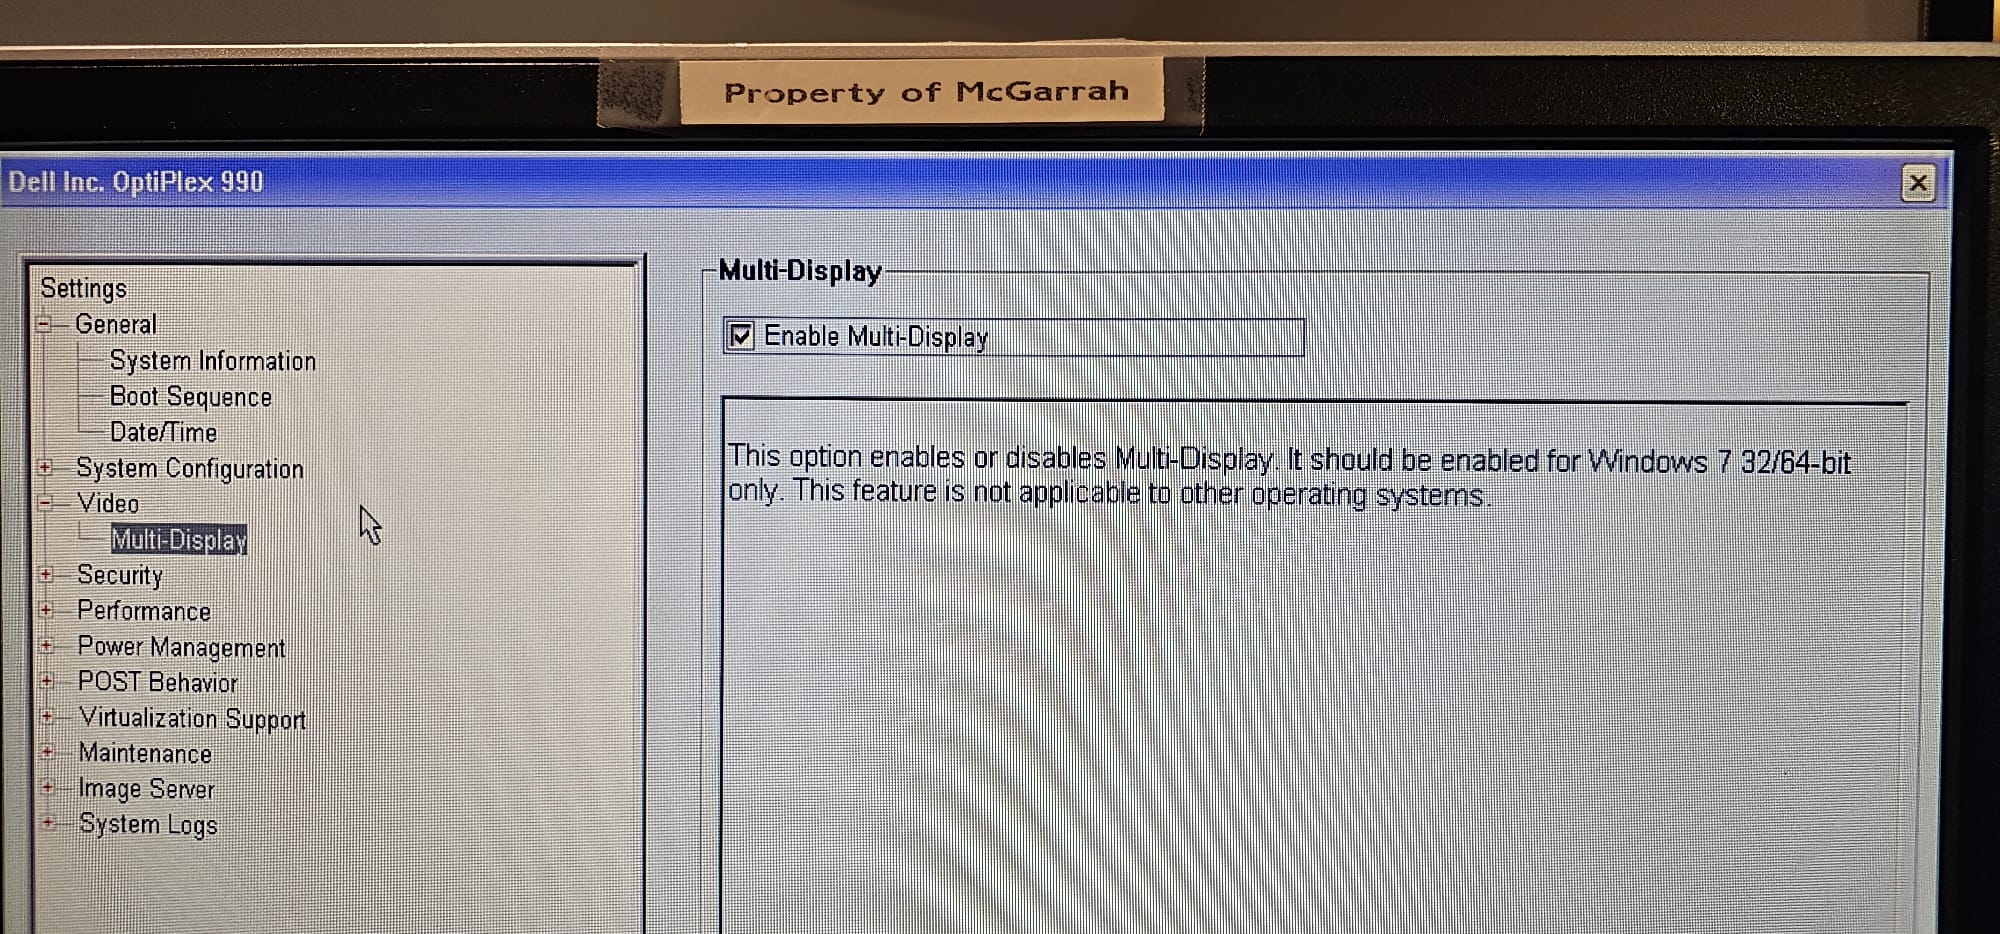 Property of McGarrah
Dell Inc. OptiPlex 990
Settings
General
System Information
Boot Sequence
Date/Time
System Configuration
Video
Multi-Display
Security
Performance
Power Management
POST Behavior
Virtualization Support
Maintenance
Image Server
System Logs
Multi-Display
Enable Multi-Display
This option enables or disables Multi-Display. It should be enabled for Windows 7 32/64-bit
only. This feature is not applicable to other operating systems.